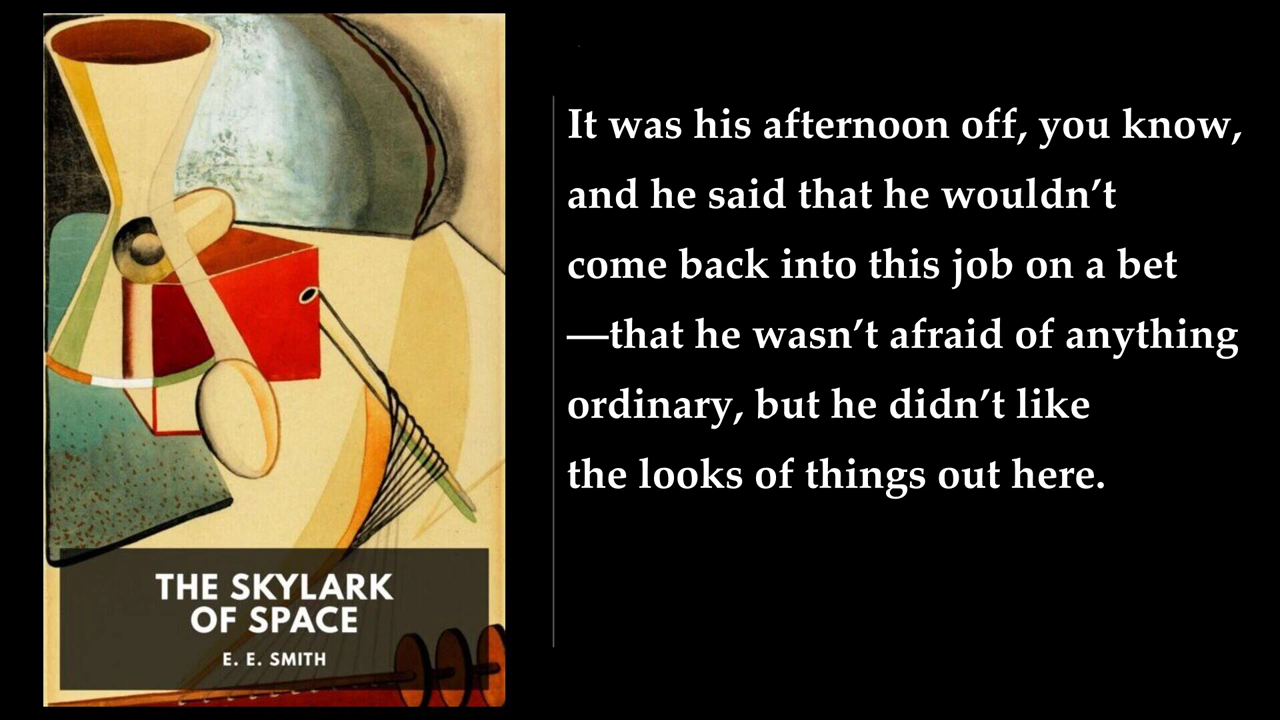 THE SKYLARK
OF SPACE
E. E. SMITH
It was his afternoon off, you know,
and he said that he wouldn’t
come back into this job on a bet
—that he wasn’t afraid of anything
ordinary, but he didn’t like
the looks of things out here.